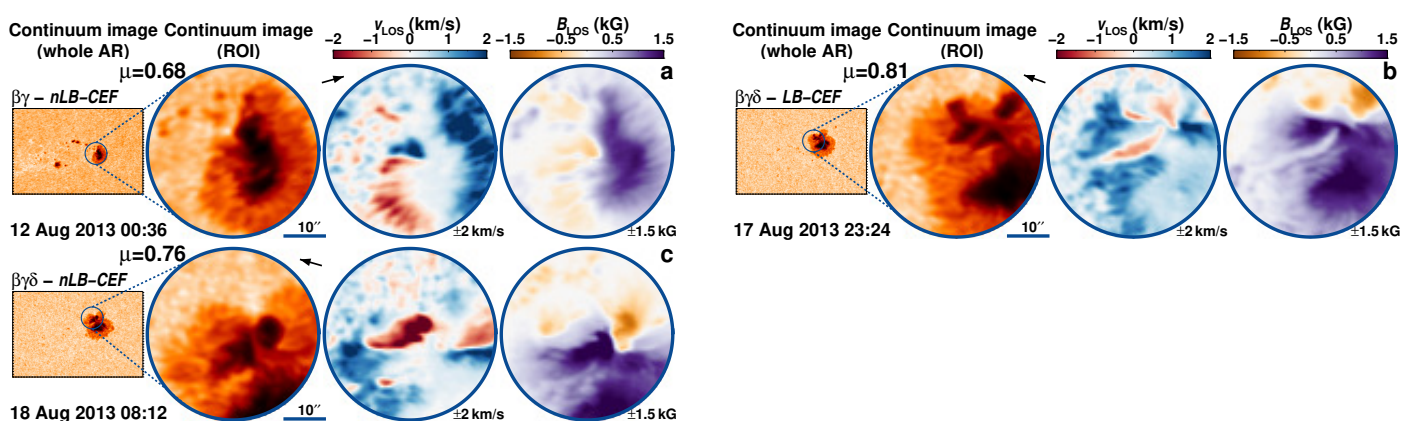 Continuum image (whole AR)
Continuum image (ROI)
v_LOS (km/s)
−2 −1 0 1 2
B_LOS (kG)
−1.5 −0.5 0.5 1.5
μ=0.68
a
βγ − nLB−CEF
12 Aug 2013 00:36
10″
±2 km/s
±1.5 kG
μ=0.76
c
βγδ − nLB−CEF
18 Aug 2013 08:12
10″
±2 km/s
±1.5 kG
Continuum image (whole AR)
Continuum image (ROI)
v_LOS (km/s)
−2 −1 0 1 2
B_LOS (kG)
−1.5 −0.5 0.5 1.5
μ=0.81
b
βγδ − LB−CEF
17 Aug 2013 23:24
10″
±2 km/s
±1.5 kG